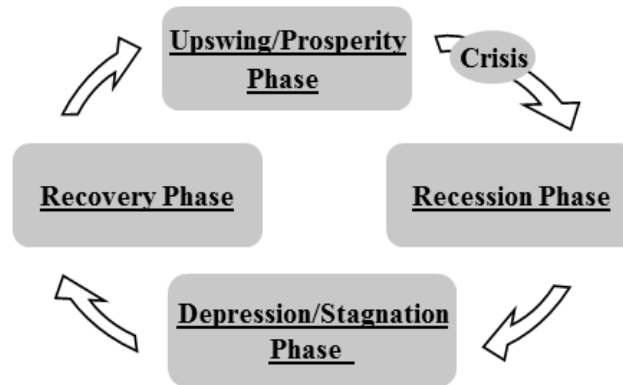 Upswing/Prosperity
Phase
Crisis
Recovery Phase
Recession Phase
Depression/Stagnation
Phase